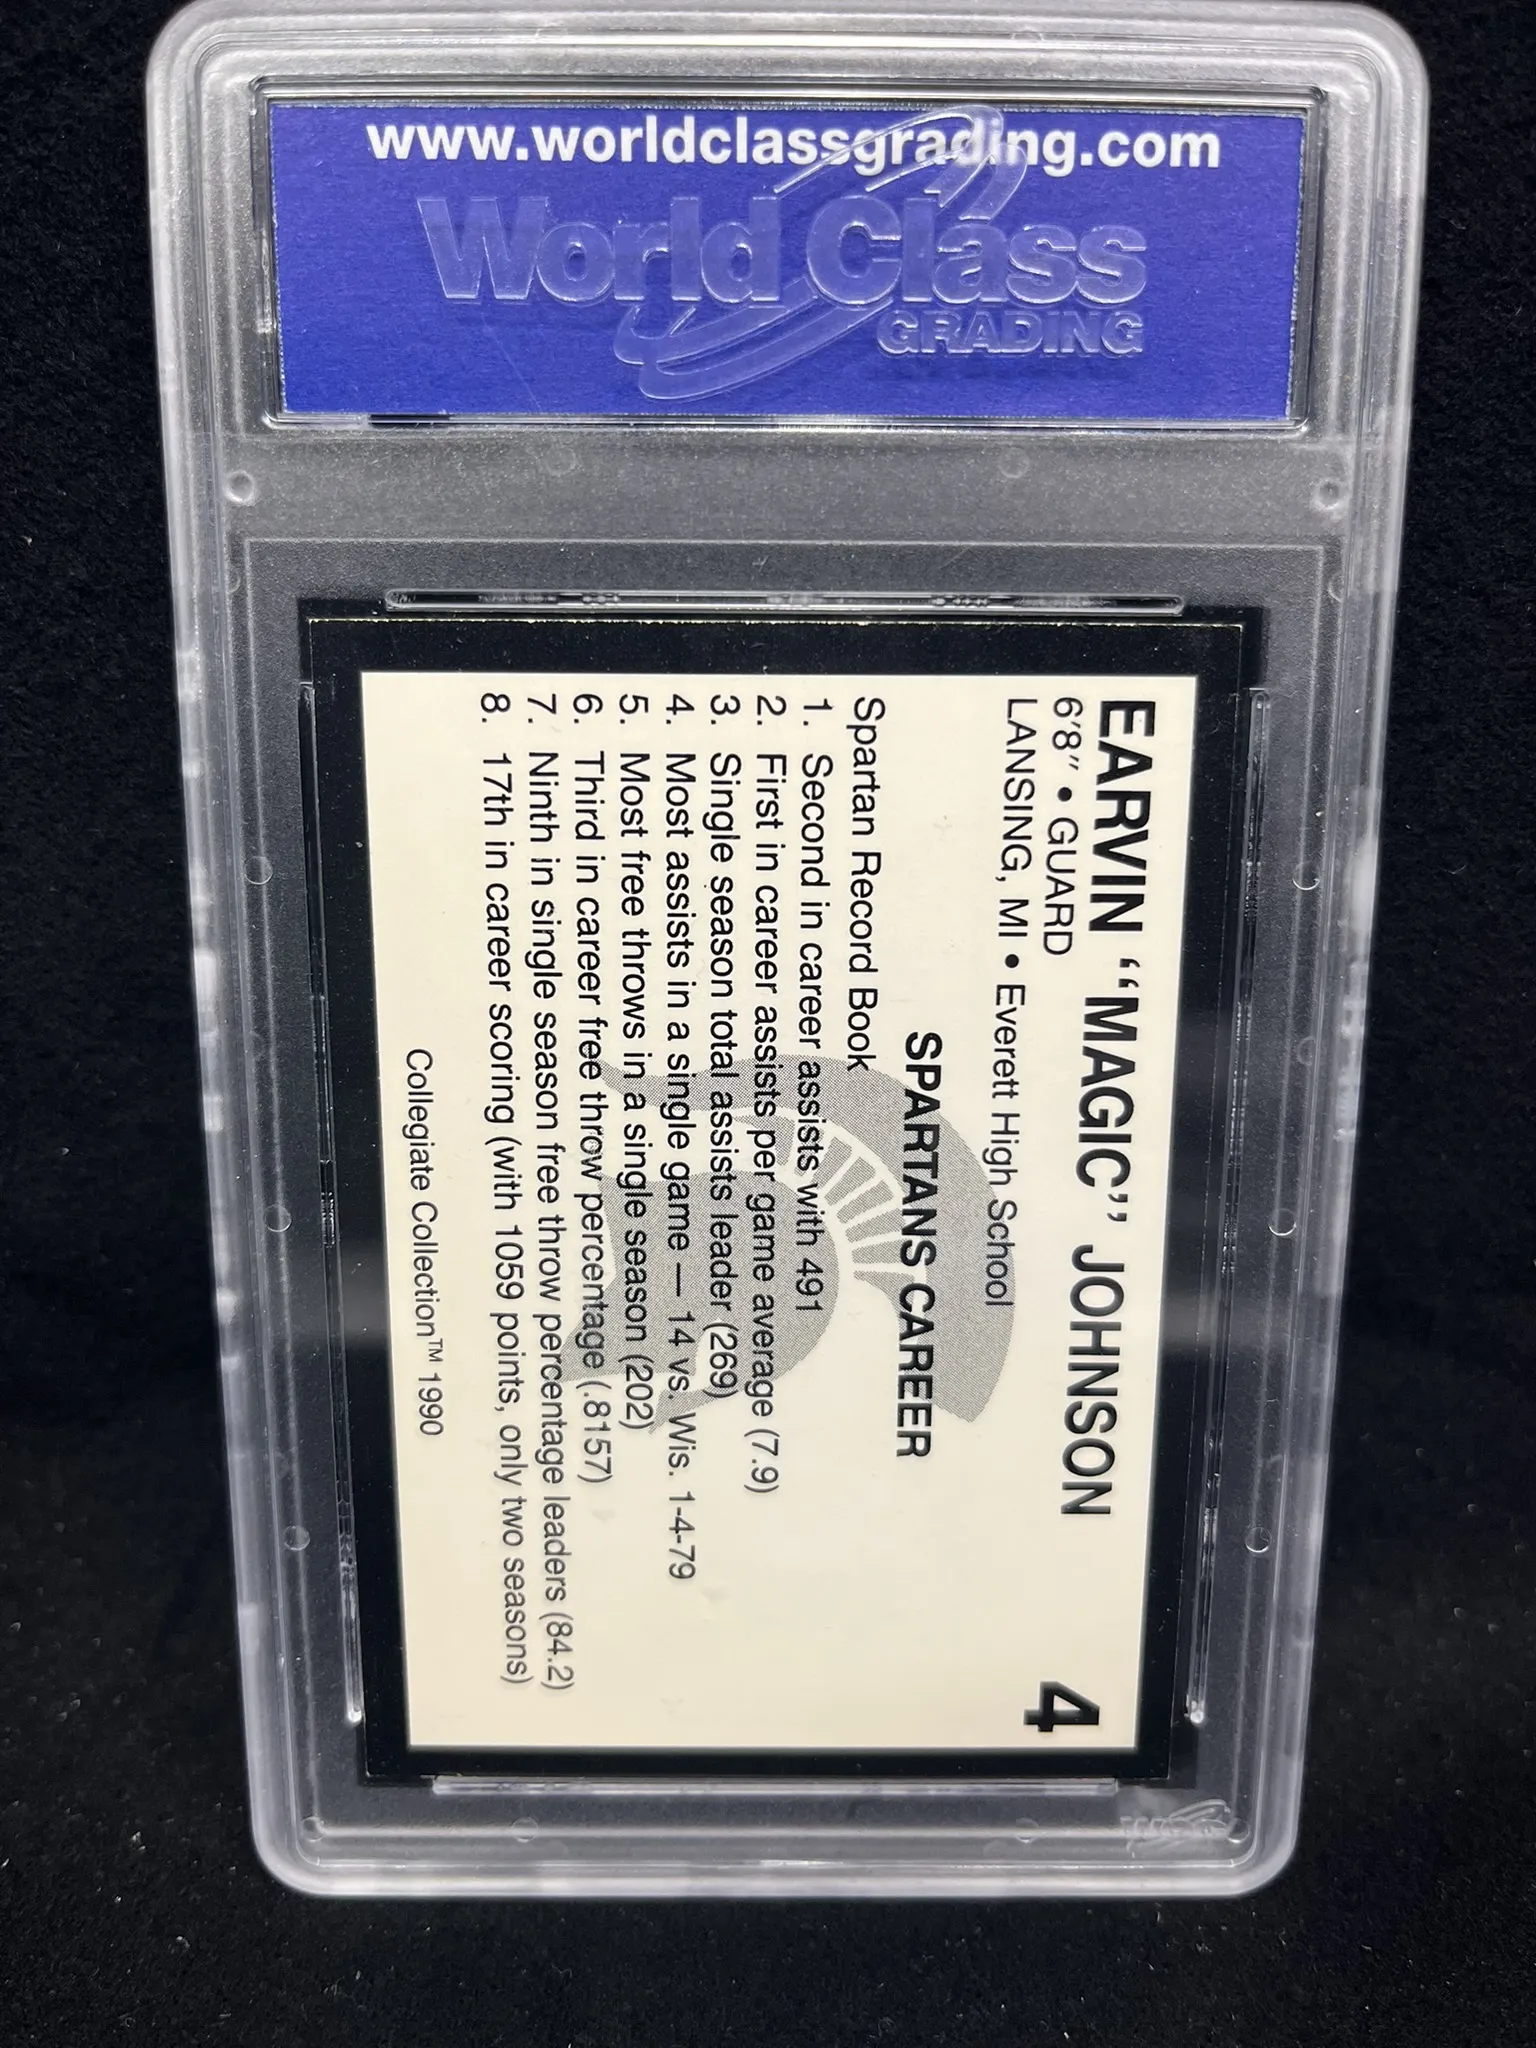 www.worldclassgrading.com
World Class
GRADING
EARVIN "MAGIC" JOHNSON
4
6'8" • GUARD
LANSING, MI • Everett High School
SPARTANS CAREER
Spartan Record Book
1. Second in career assists with 491
2. First in career assists per game average (7.9)
3. Single season total assists leader (269)
4. Most assists in a single game — 14 vs. Wis. 1-4-79
5. Most free throws in a single season (202)
6. Third in career free throw percentage (.8157)
7. Ninth in single season free throw percentage leaders (84.2)
8. 17th in career scoring (with 1059 points, only two seasons)
Collegiate Collection™ 1990